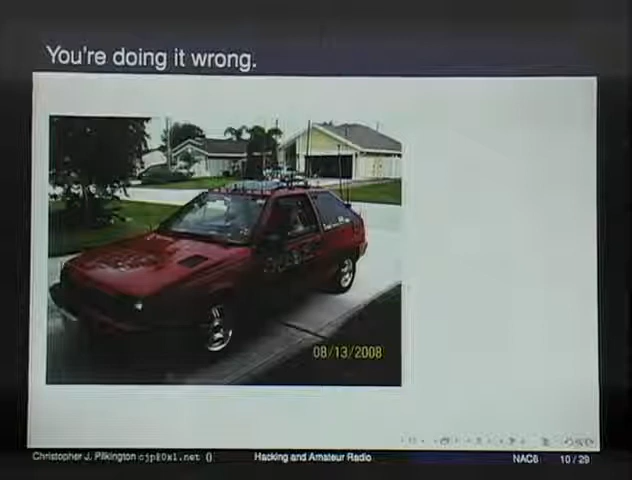 You're doing it wrong.
08/13/2008
Christopher J. Pilkington cjp@0x1.net ()
Hacking and Amateur Radio
NAC6
10 / 29